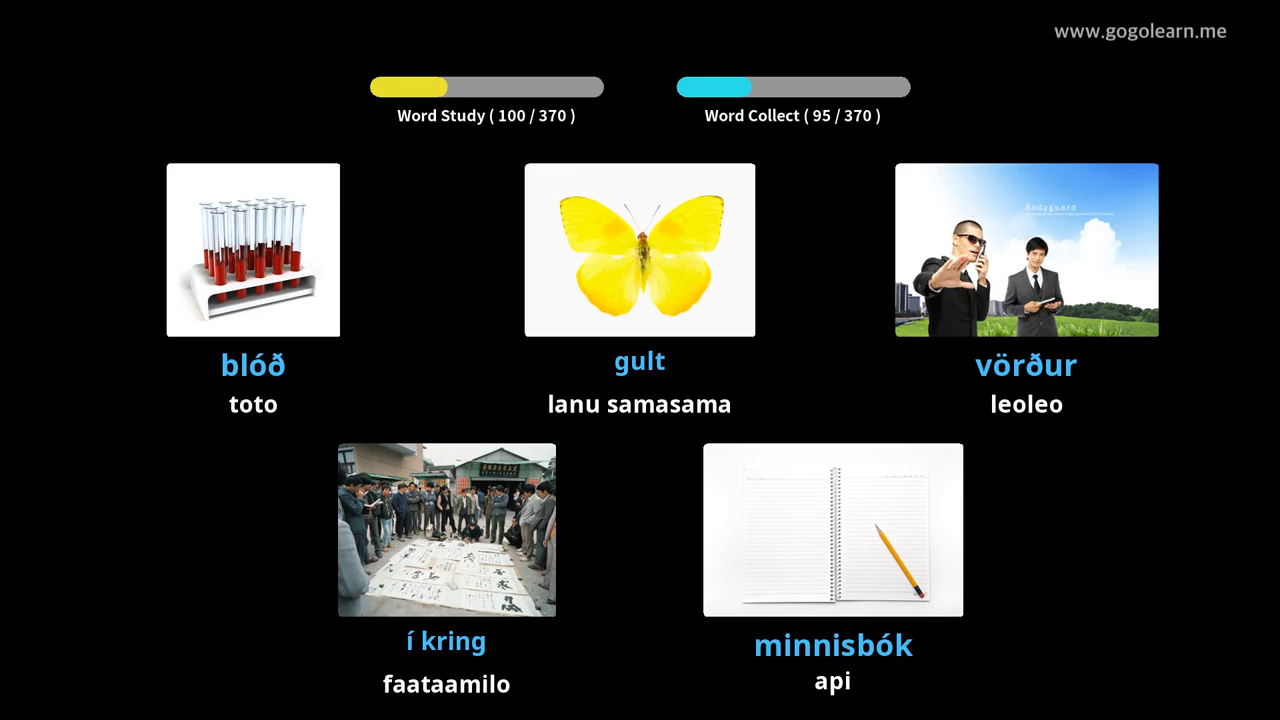 www.gogolearn.me
Word Study ( 100 / 370 )
Word Collect ( 95 / 370 )
Bodyguard
blóð
gult
vörður
toto
lanu samasama
leoleo
í kring
minnisbók
faataamilo
api